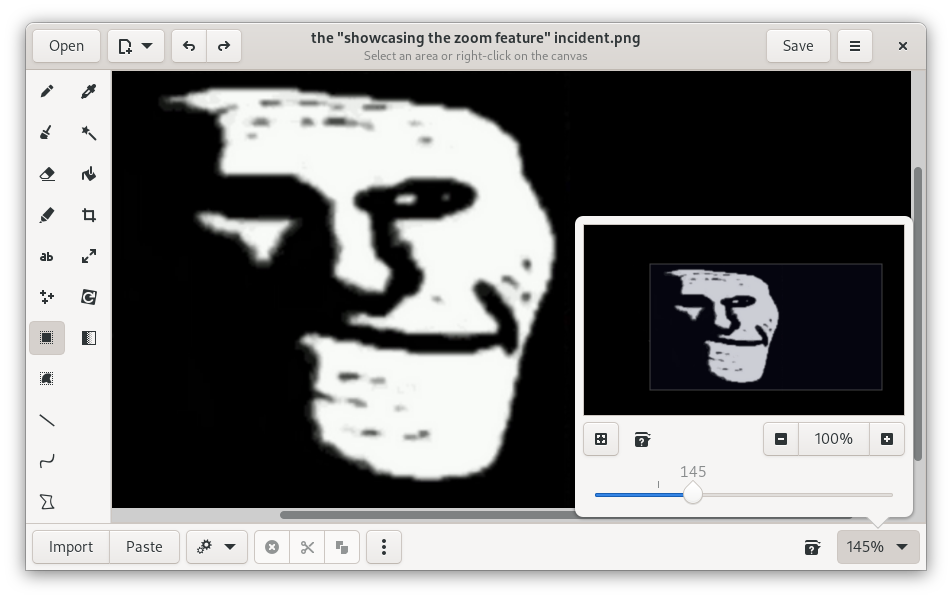 Open
the "showcasing the zoom feature" incident.png
Select an area or right-click on the canvas
Save
ab
100%
145
Import
Paste
145%